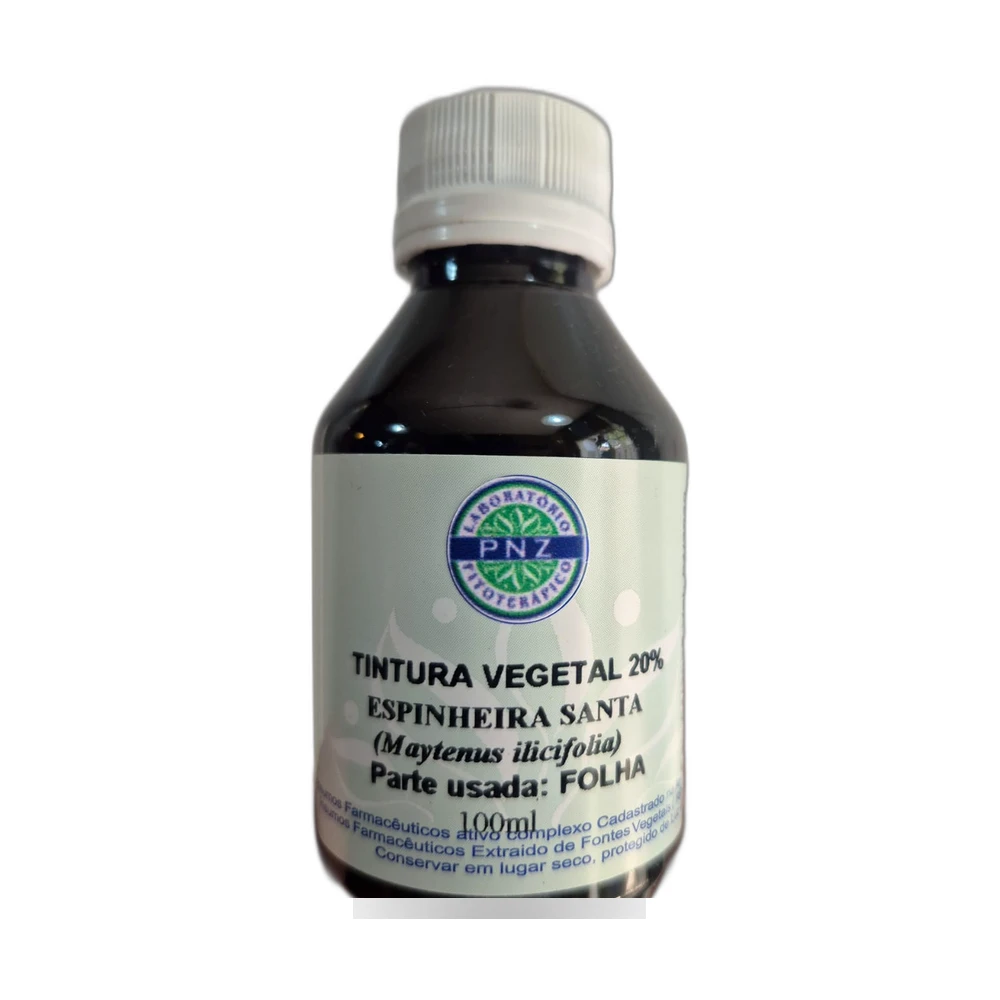 LABORATÓRIO
PNZ
FITOTERÁPICO
TINTURA VEGETAL 20%
ESPINHEIRA SANTA
(Maytenus ilicifolia)
Parte usada: FOLHA
100ml
Farmacêuticos ativo complexo Cadastrado
Farmacêuticos Extraido de Fontes Vegetais
Conservar em lugar seco, protegido de